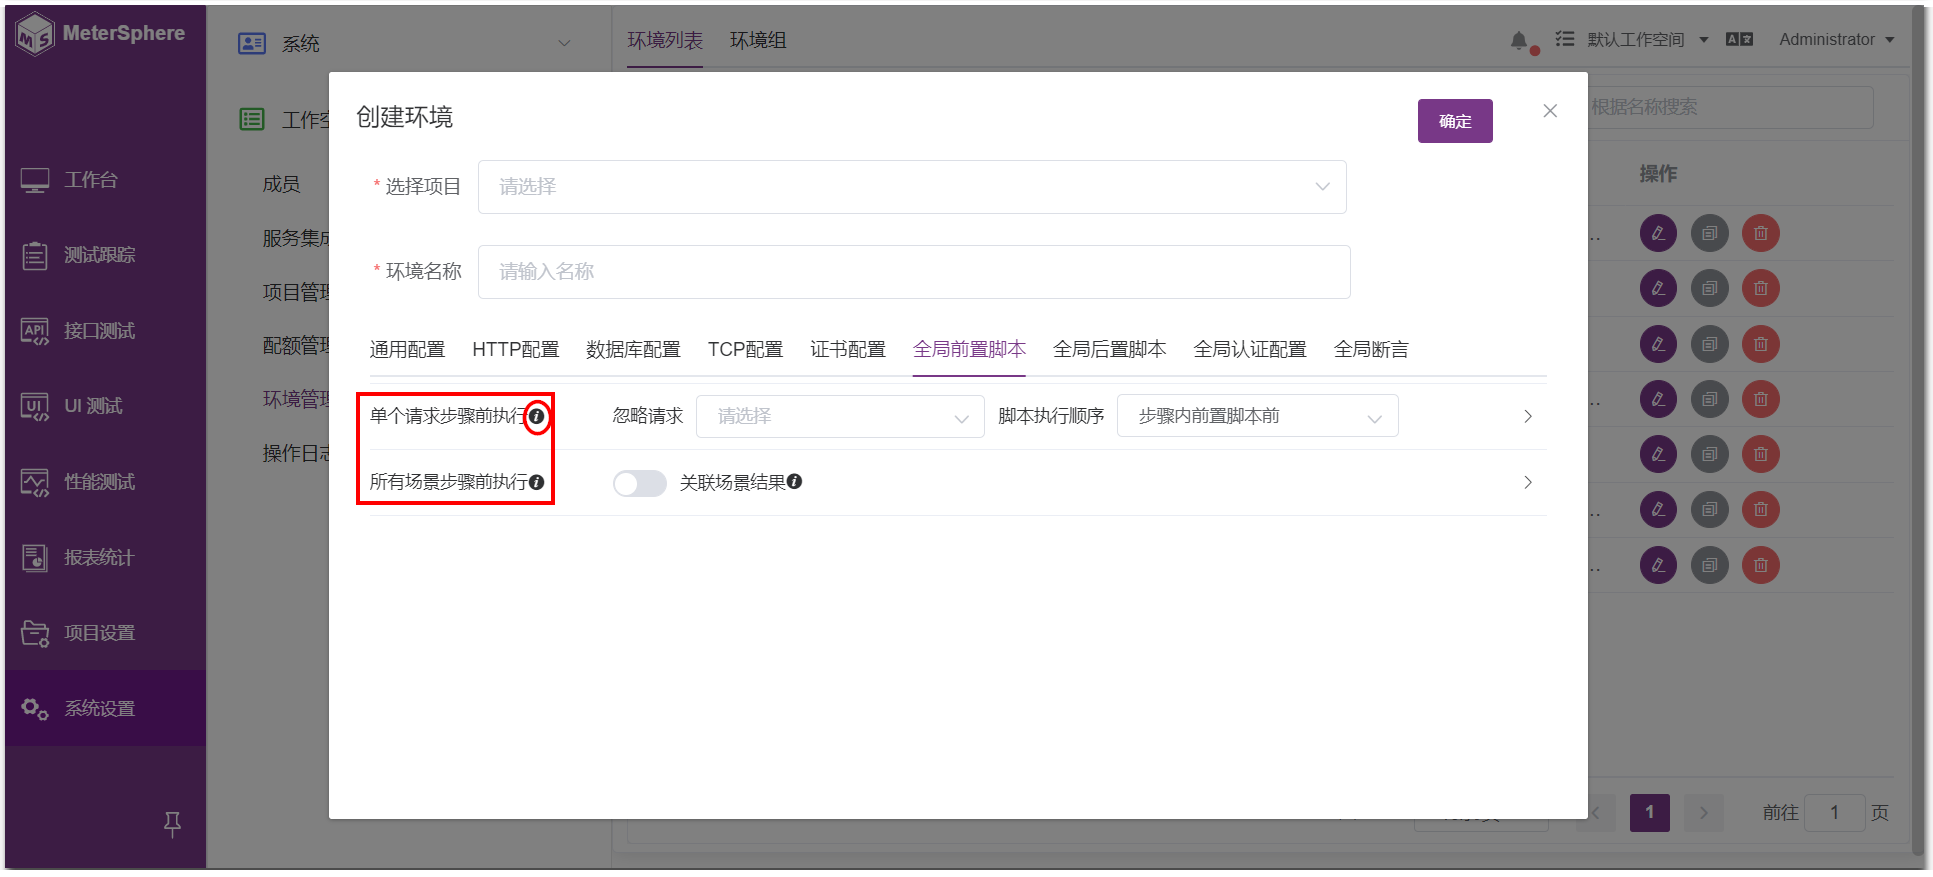 MeterSphere
工作台
测试跟踪
接口测试
UI 测试
性能测试
报表统计
项目设置
系统设置
系统
工作空
成员
服务集成
项目管理
配额管理
环境管理
操作日志
环境列表 环境组
默认工作空间 Administrator
根据名称搜索
操作
创建环境
确定
* 选择项目 请选择
* 环境名称 请输入名称
通用配置 HTTP配置 数据库配置 TCP配置 证书配置 全局前置脚本 全局后置脚本 全局认证配置 全局断言
单个请求步骤前执行 忽略请求 请选择 脚本执行顺序 步骤内前置脚本前
所有场景步骤前执行 关联场景结果
1 前往 1 页